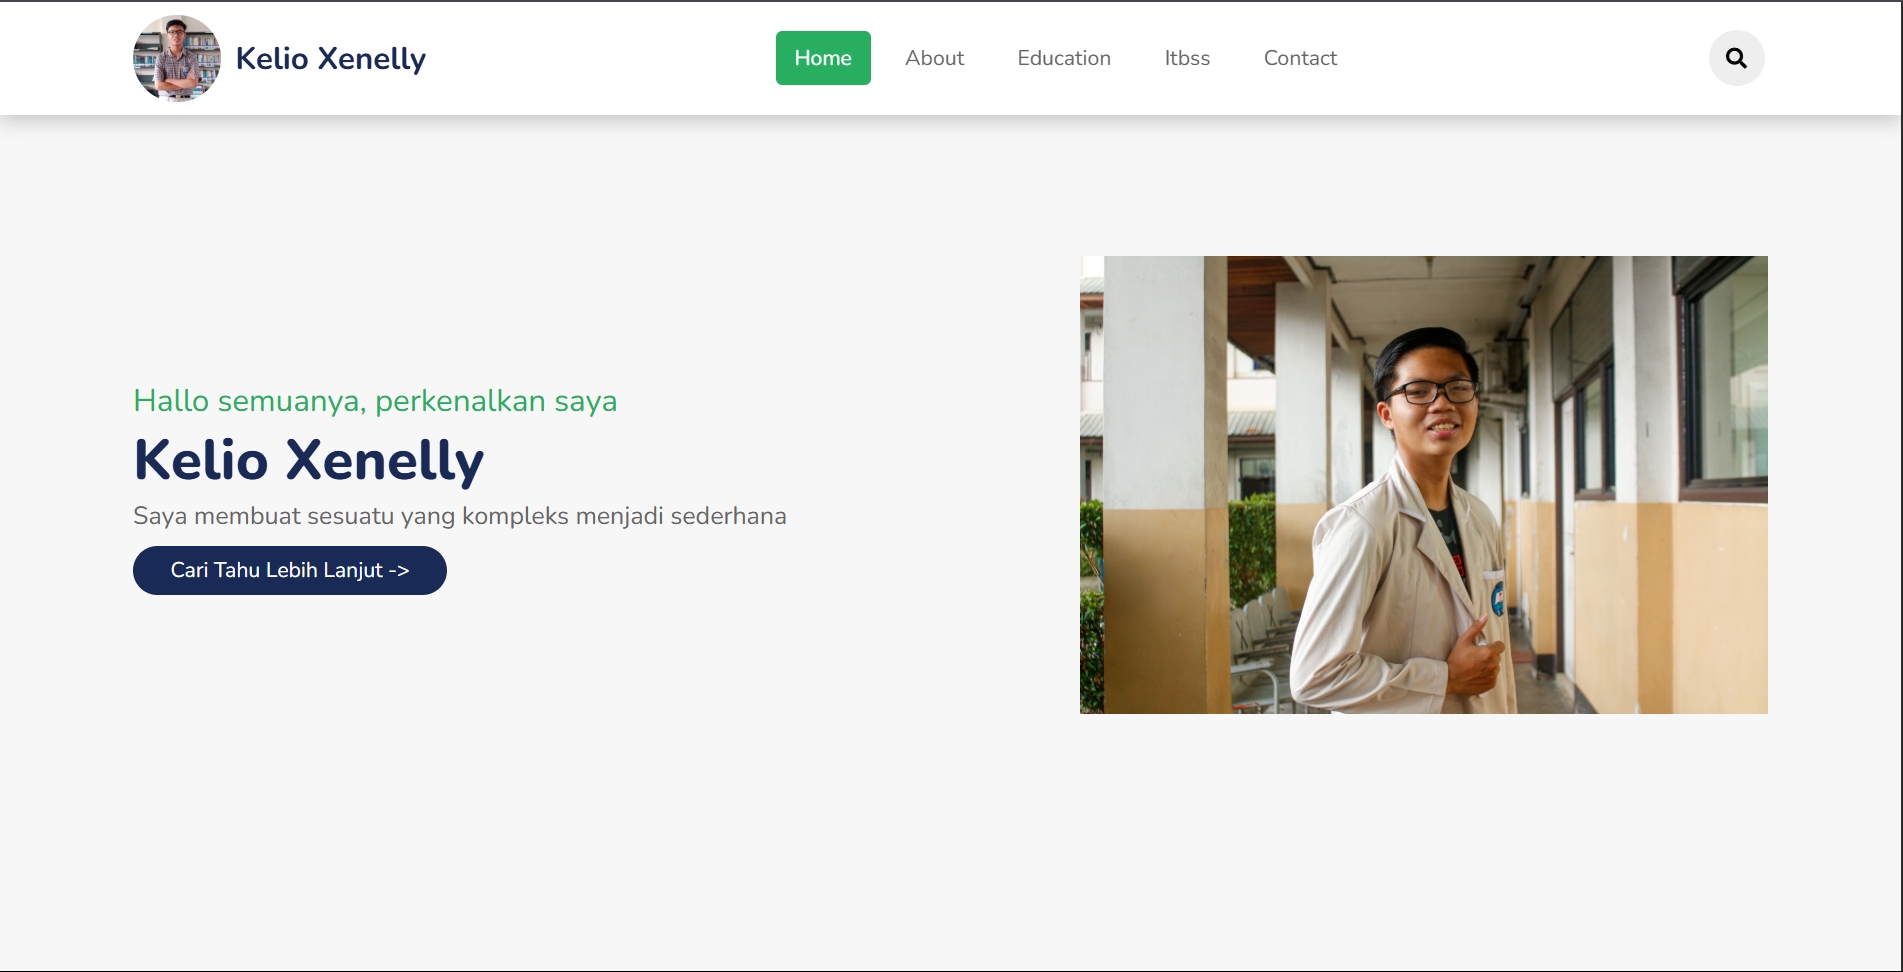 Kelio Xenelly
Home
About
Education
Itbss
Contact
Hallo semuanya, perkenalkan saya
Kelio Xenelly
Saya membuat sesuatu yang kompleks menjadi sederhana
Cari Tahu Lebih Lanjut ->